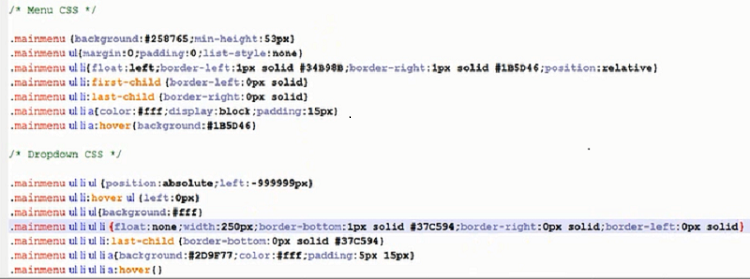 /* Menu CSS */
.mainmenu {background:#258765;min-height:53px}
.mainmenu ul{margin:0;padding:0;list-style:none}
.mainmenu ul li{float:left;border-left:1px solid #34B98B;border-right:1px solid #1B5D46;position:relative}
.mainmenu ul li:first-child {border-left:0px solid}
.mainmenu ul li:last-child {border-right:0px solid}
.mainmenu ul li a{color:#fff;display:block;padding:15px}
.mainmenu ul li a:hover{background:#1B5D46}
/* Dropdown CSS */
.mainmenu ul li ul {position:absolute;left:-999999px}
.mainmenu ul li:hover ul {left:0px}
.mainmenu ul li ul{background:#fff}
.mainmenu ul li ul li {float:none;width:250px;border-bottom:1px solid #37C594;border-right:0px solid;border-left:0px solid}
.mainmenu ul li ul li:last-child {border-bottom:0px solid #37C594}
.mainmenu ul li ul li a{background:#2D9F77;color:#fff;padding:5px 15px}
.mainmenu ul li ul li a:hover{}